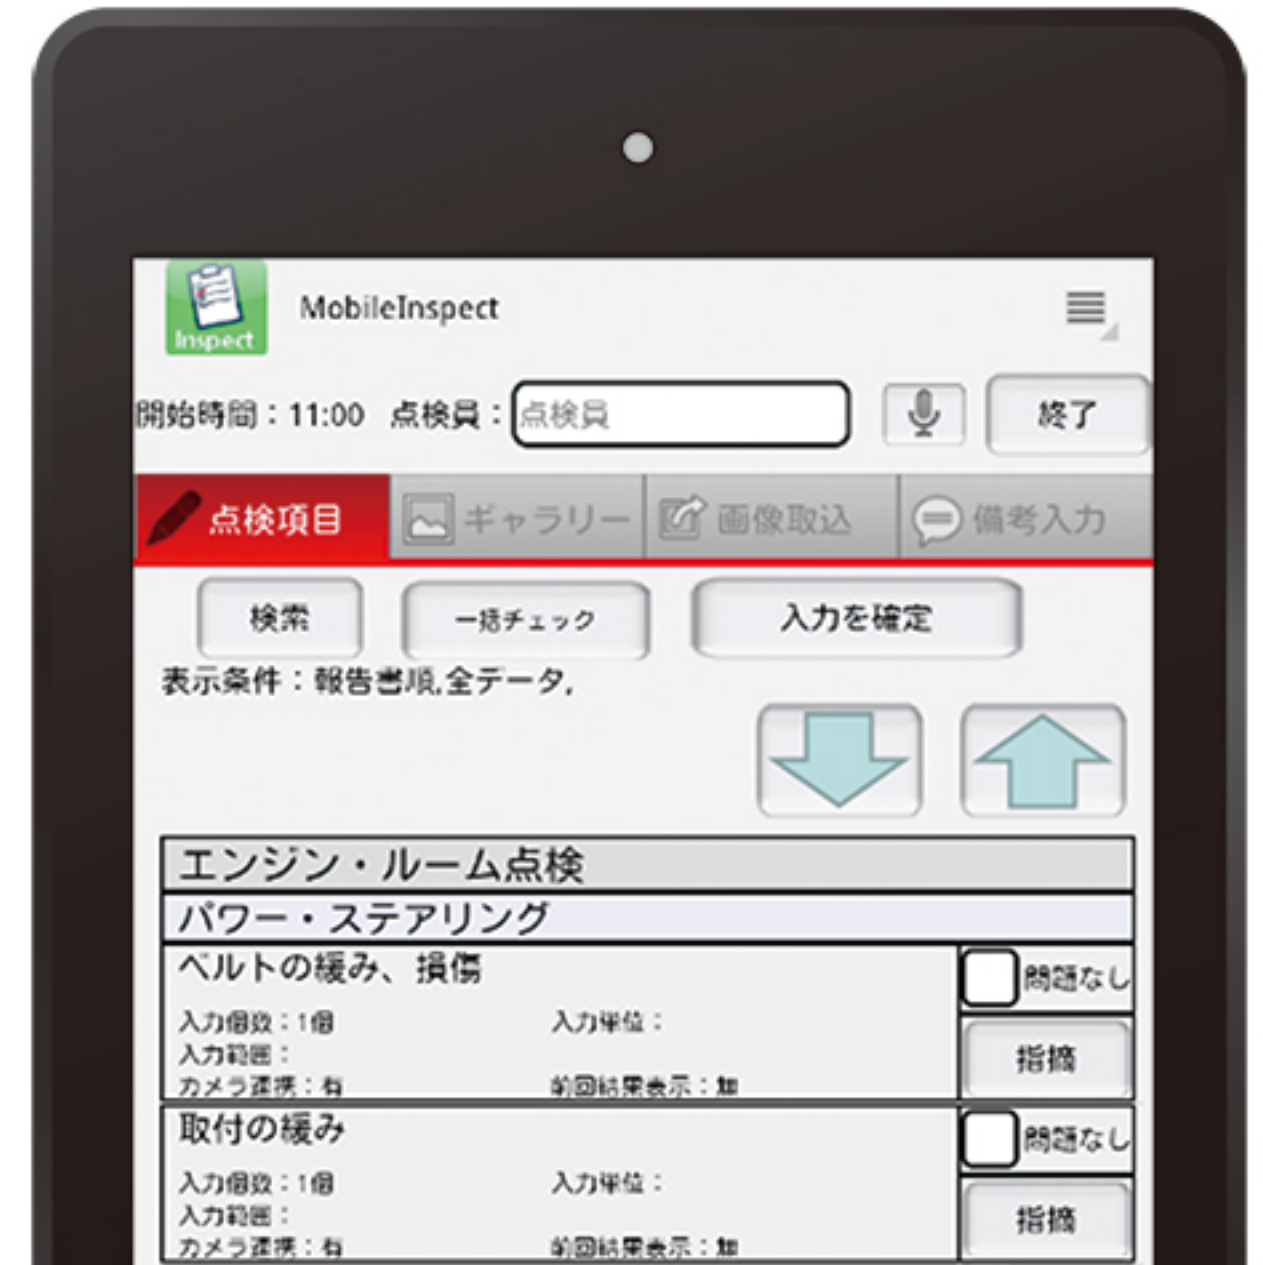 Inspect
MobileInspect
開始時間：11:00 点検員： 点検員 終了
点検項目 ギャラリー 画像取込 備考入力
検索 一括チェック 入力を確定
表示条件：報告書順,全データ,
エンジン・ルーム点検
パワー・ステアリング
ベルトの緩み、損傷 問題なし
入力個数：1個 入力単位：
入力範囲：
指摘
カメラ連携：有 前回結果表示：無
取付の緩み 問題なし
入力個数：1個 入力単位：
入力範囲：
指摘
カメラ連携：有 前回結果表示：無